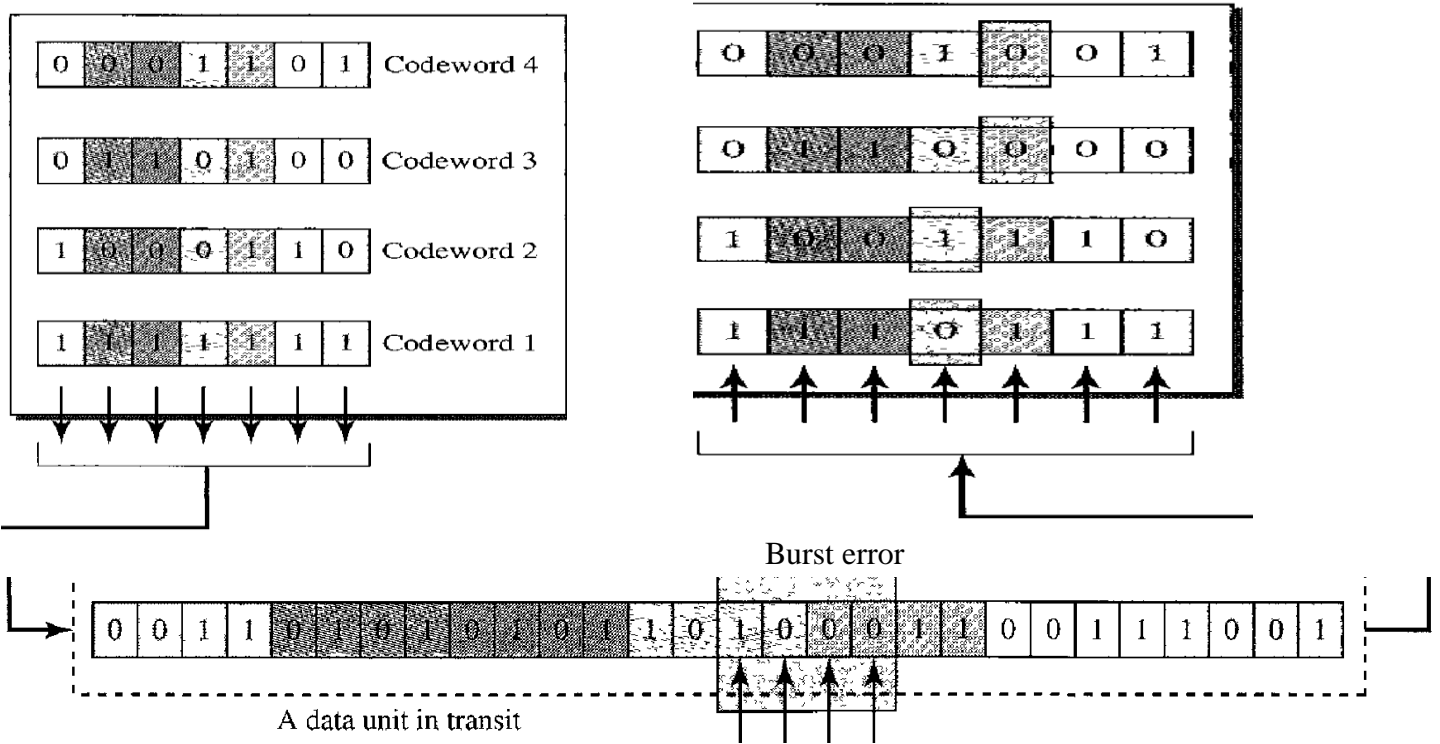 0 0 0 1 1 0 1 Codeword 4
0 1 1 0 1 0 0 Codeword 3
1 0 0 0 1 1 0 Codeword 2
1 1 1 1 1 1 1 Codeword 1
0 0 0 1 0 0 1
0 1 1 0 0 0 0
1 0 0 1 1 1 0
1 1 1 0 1 1 1
Burst error
0 0 1 1 0 1 0 1 0 1 0 1 1 0 1 0 0 0 1 1 0 0 1 1 1 0 0 1
A data unit in transit